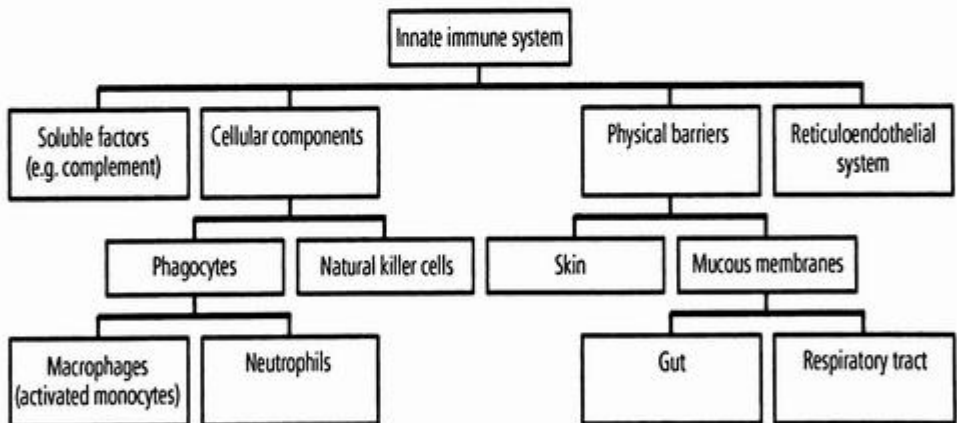 Innate immune system
Soluble factors
(e.g. complement)
Cellular components
Physical barriers
Reticuloendothelial
system
Phagocytes
Natural killer cells
Skin
Mucous membranes
Macrophages
(activated monocytes)
Neutrophils
Gut
Respiratory tract